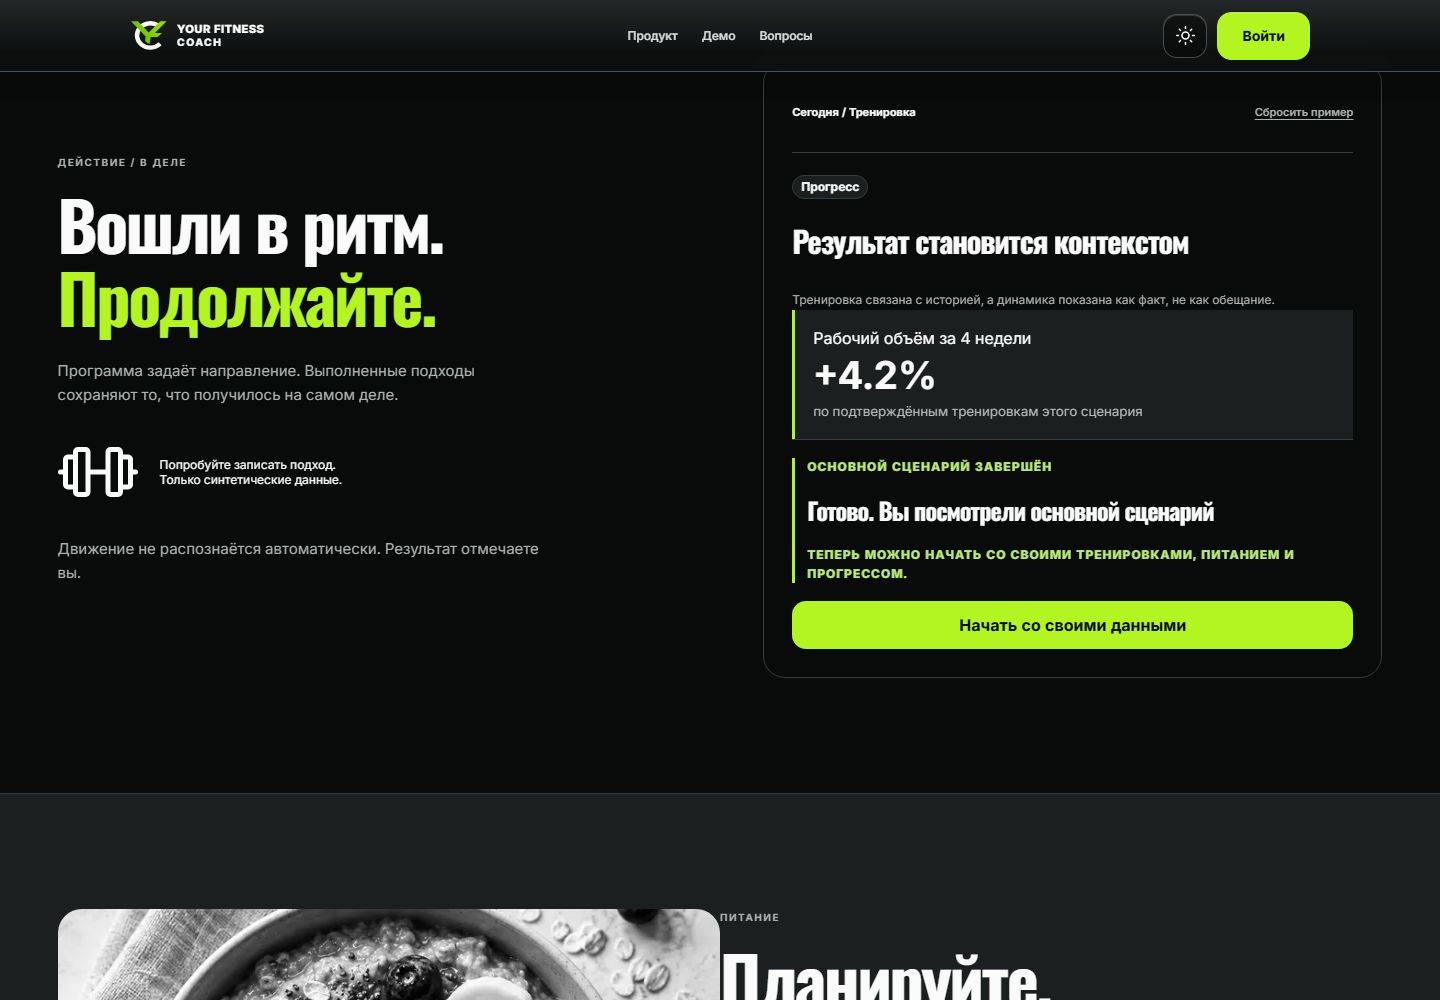 YOUR FITNESS
COACH
Продукт
Демо
Вопросы
Войти
ДЕЙСТВИЕ / В ДЕЛЕ
Вошли в ритм.
Продолжайте.
Программа задаёт направление. Выполненные подходы
сохраняют то, что получилось на самом деле.
Попробуйте записать подход.
Только синтетические данные.
Движение не распознаётся автоматически. Результат отмечаете
вы.
Сегодня / Тренировка
Сбросить пример
Прогресс
Результат становится контекстом
Тренировка связана с историей, а динамика показана как факт, не как обещание.
Рабочий объём за 4 недели
+4.2%
по подтверждённым тренировкам этого сценария
ОСНОВНОЙ СЦЕНАРИЙ ЗАВЕРШЁН
Готово. Вы посмотрели основной сценарий
ТЕПЕРЬ МОЖНО НАЧАТЬ СО СВОИМИ ТРЕНИРОВКАМИ, ПИТАНИЕМ И
ПРОГРЕССОМ.
Начать со своими данными
ПИТАНИЕ
Планируйте.